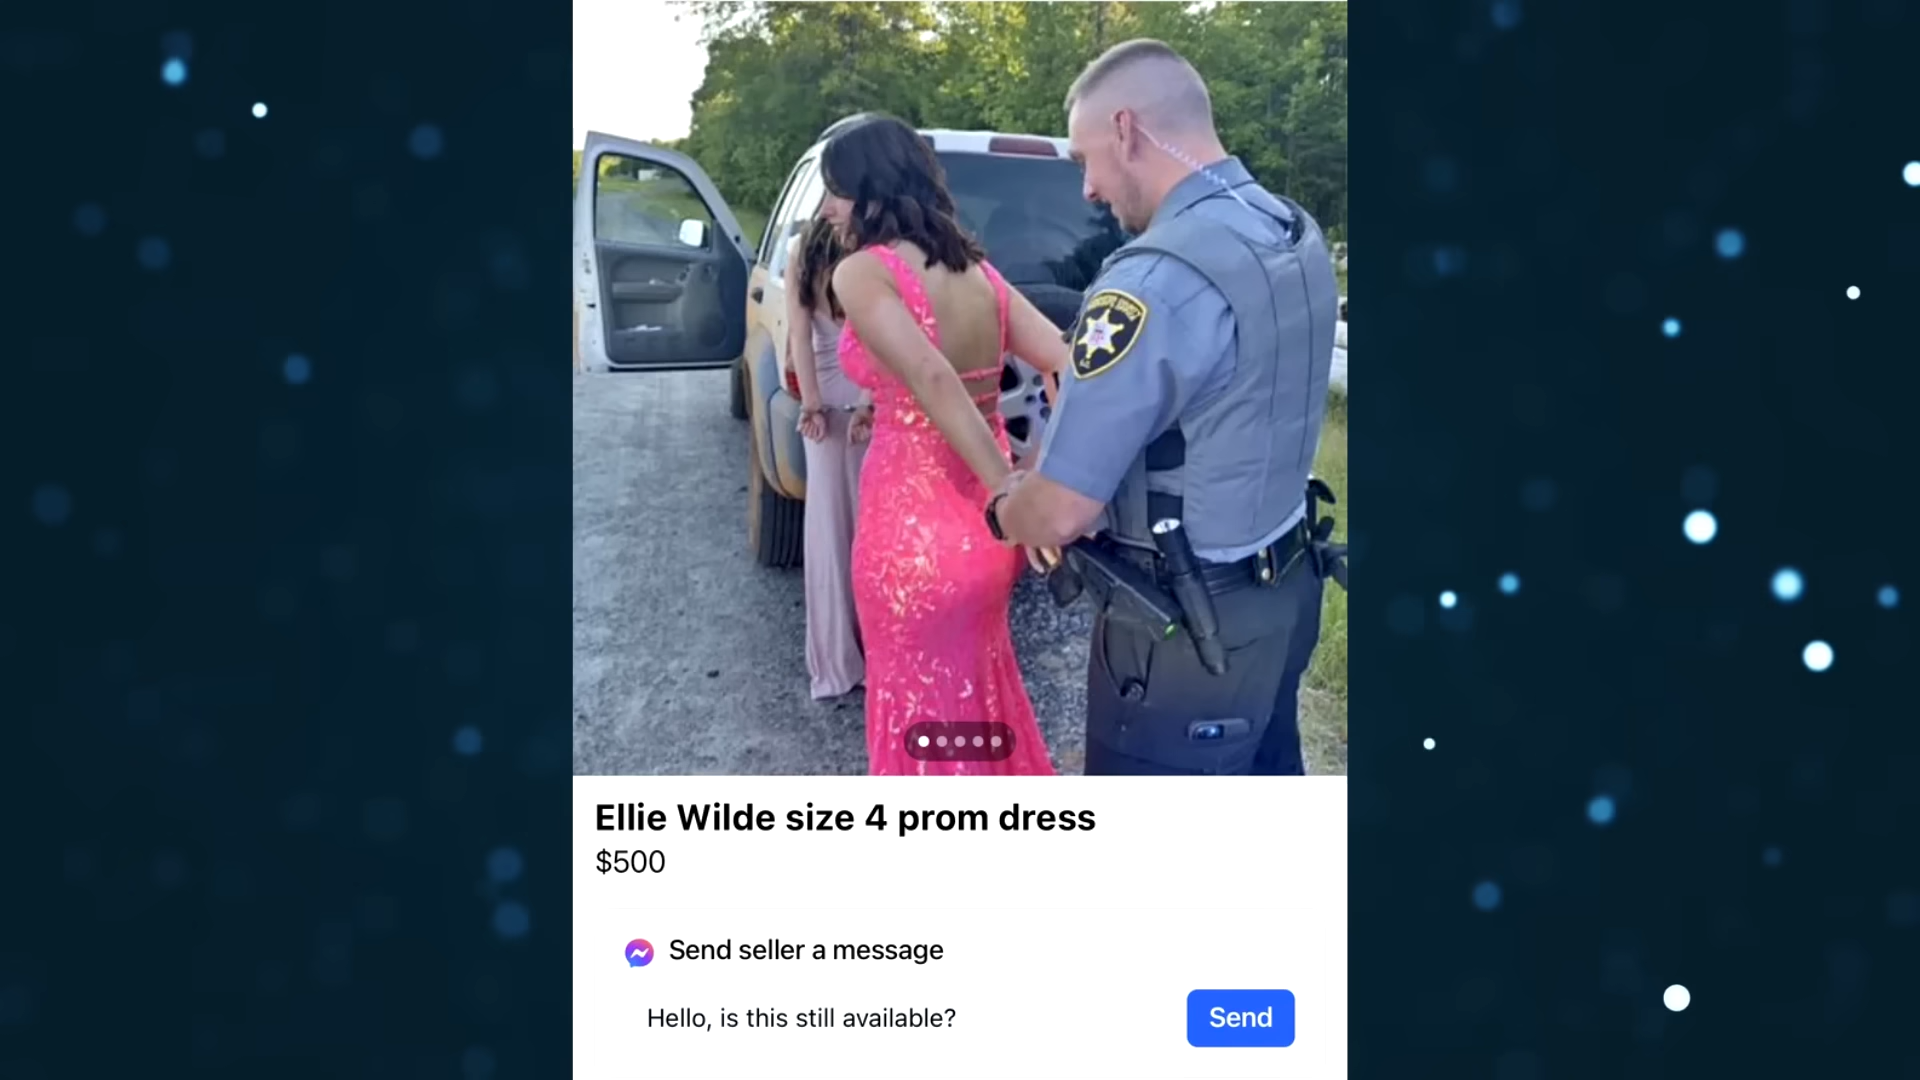 Ellie Wilde size 4 prom dress
$500
Send seller a message
Hello, is this still available?
Send